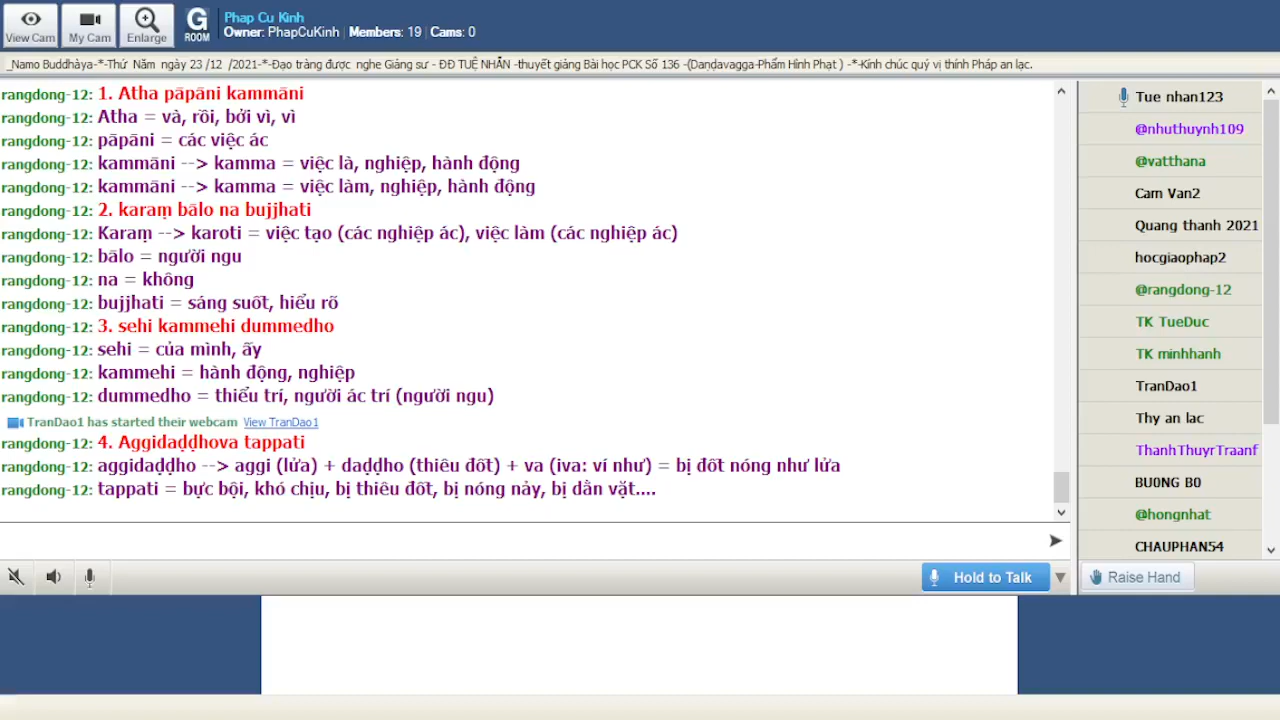 View Cam
My Cam
Enlarge
G
ROOM
Phap Cu Kinh
Owner: PhapCuKinh | Members: 19 | Cams: 0
_Namo Buddhàya-*-Thứ Năm ngày 23 /12 /2021-*-Đạo tràng được nghe Giảng sư - ĐĐ TUỆ NHẪN -thuyết giảng Bài học PCK Số 136 -(Daṇḍavagga-Phẩm Hình Phạt ) -*-Kính chúc quý vị thính Pháp an lạc.
rangdong-12: 1. Atha pāpāni kammāni
rangdong-12: Atha = và, rồi, bởi vì, vì
rangdong-12: pāpāni = các việc ác
rangdong-12: kammāni --> kamma = việc là, nghiệp, hành động
rangdong-12: kammāni --> kamma = việc làm, nghiệp, hành động
rangdong-12: 2. karaṃ bālo na bujjhati
rangdong-12: Karaṃ --> karoti = việc tạo (các nghiệp ác), việc làm (các nghiệp ác)
rangdong-12: bālo = người ngu
rangdong-12: na = không
rangdong-12: bujjhati = sáng suốt, hiểu rõ
rangdong-12: 3. sehi kammehi dummedho
rangdong-12: sehi = của mình, ấy
rangdong-12: kammehi = hành động, nghiệp
rangdong-12: dummedho = thiểu trí, người ác trí (người ngu)
TranDao1 has started their webcam View TranDao1
rangdong-12: 4. Aggidaḍḍhova tappati
rangdong-12: aggidaḍḍho --> aggi (lửa) + daḍḍho (thiêu đốt) + va (iva: ví như) = bị đốt nóng như lửa
rangdong-12: tappati = bực bội, khó chịu, bị thiêu đốt, bị nóng nảy, bị dằn vặt....
Hold to Talk
Tue nhan123
@nhuthuynh109
@vatthana
Cam Van2
Quang thanh 2021
hocgiaophap2
@rangdong-12
TK TueDuc
TK minhhanh
TranDao1
Thy an lac
ThanhThuyrTraanf
BU0NG B0
@hongnhat
CHAUPHAN54
Raise Hand